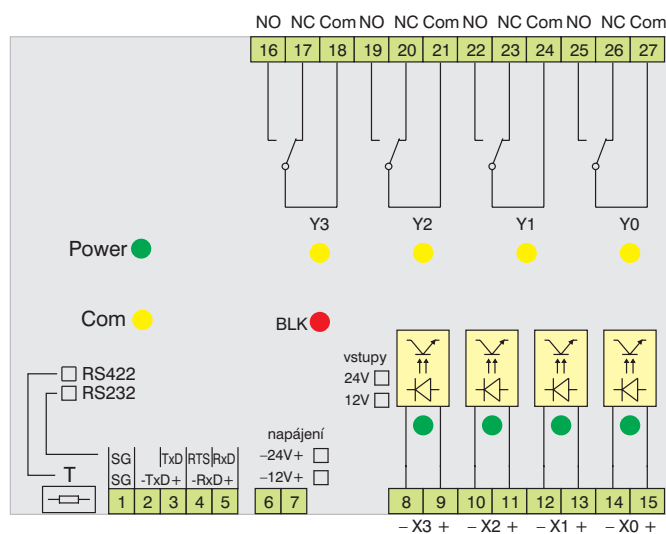 NO NC Com NO NC Com NO NC Com NO NC Com
16 17 18 19 20 21 22 23 24 25 26 27
Y3 Y2 Y1 Y0
Power
Com
BLK
vstupy
24V
12V
RS422
RS232
napájení
–24V+
–12V+
SG TxD RTS RxD
SG -TxD+ -RxD+
T
1 2 3 4 5 6 7 8 9 10 11 12 13 14 15
– X3 + – X2 + – X1 + – X0 +